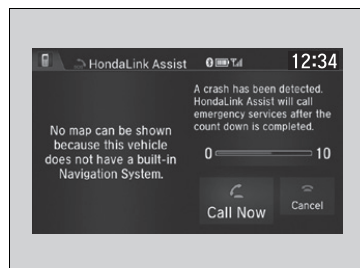 HondaLink Assist
12:34
No map can be shown
because this vehicle
does not have a built-in
Navigation System.
A crash has been detected.
HondaLink Assist will call
emergency services after the
count down is completed.
0 10
Call Now
Cancel